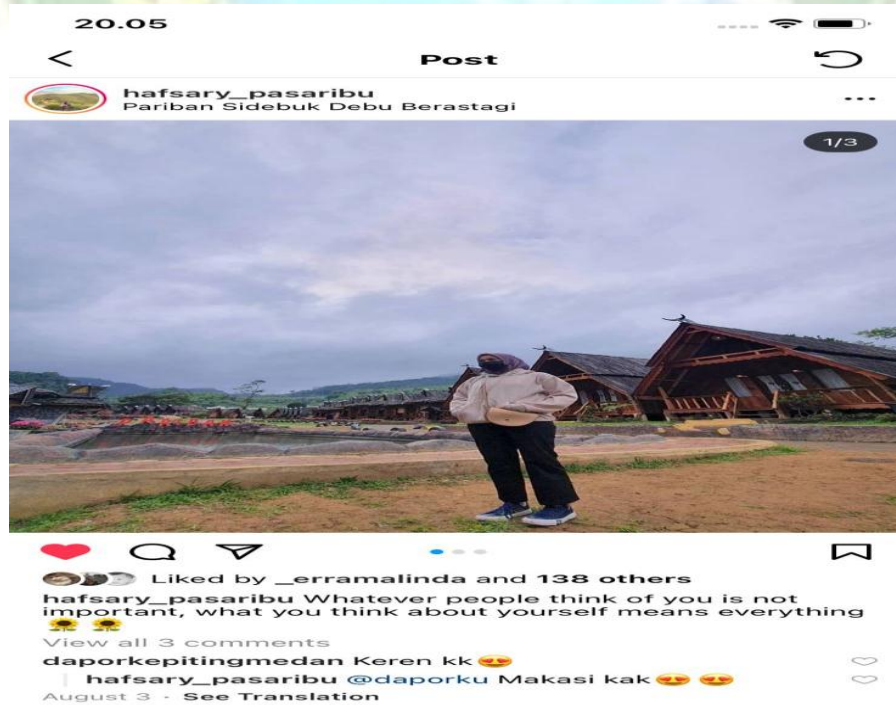 20.05
Post
hafsary_pasaribu
Pariban Sidebuk Debu Berastagi
1/3
Liked by _erramalinda and 138 others
hafsary_pasaribu Whatever people think of you is not
important, what you think about yourself means everything
🌻 🌻
View all 3 comments
daporkepitingmedan Keren kk😍
hafsary_pasaribu @daporku Makasi kak😍 😍
August 3 · See Translation